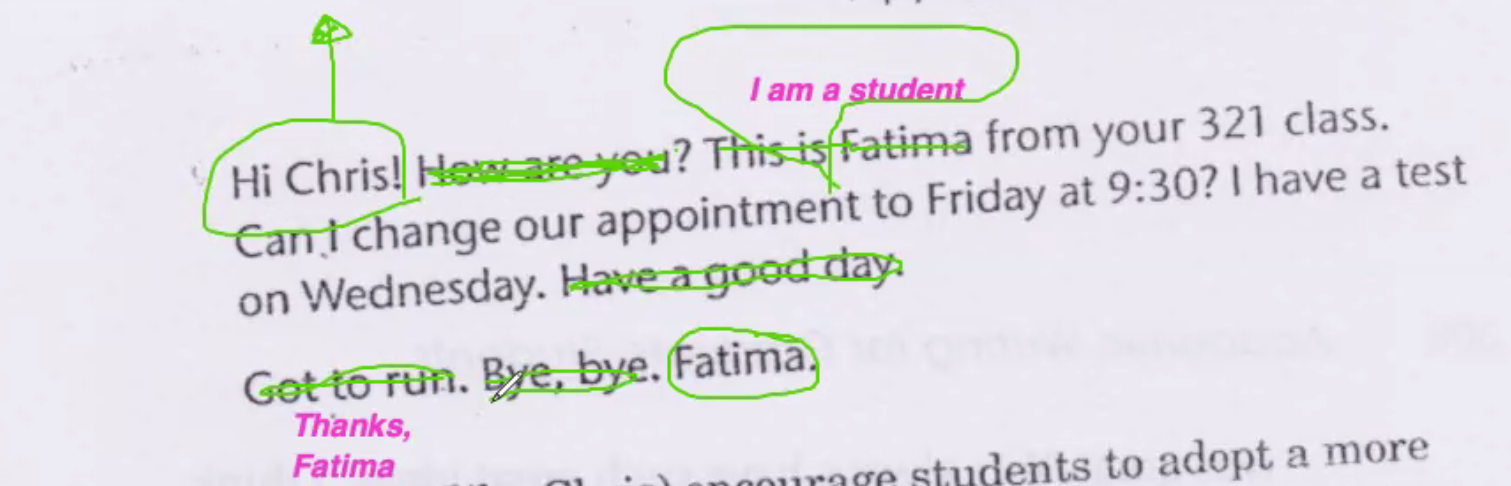 I am a student
Hi Chris! How are you? This is Fatima from your 321 class.
Can I change our appointment to Friday at 9:30? I have a test
on Wednesday. Have a good day.
Got to run. Bye, bye. Fatima.
Thanks,
Fatima
encourage students to adopt a more